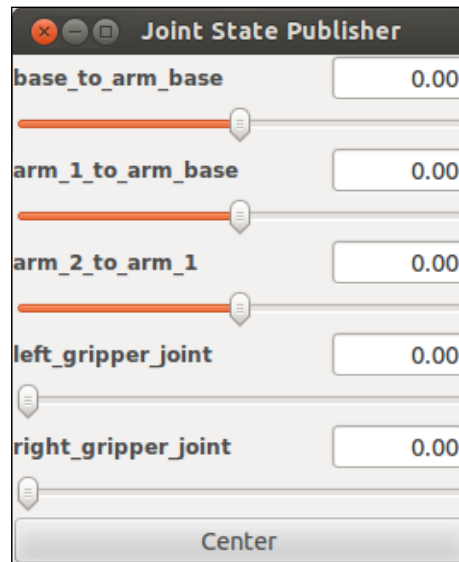 Joint State Publisher
base_to_arm_base 0.00
arm_1_to_arm_base 0.00
arm_2_to_arm_1 0.00
left_gripper_joint 0.00
right_gripper_joint 0.00
Center